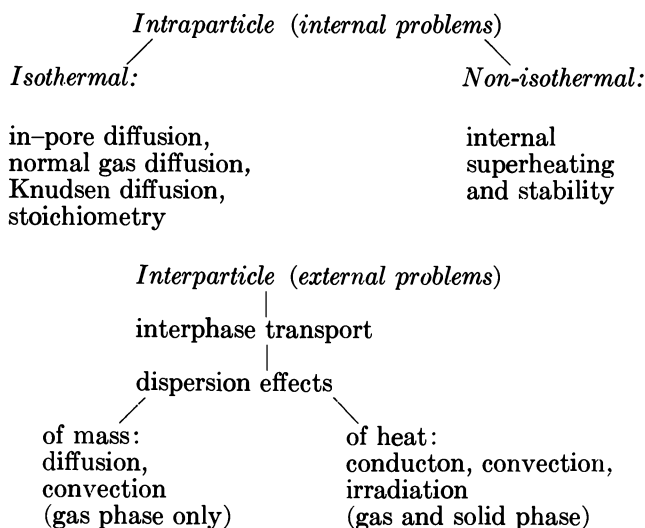 Intraparticle (internal problems)
Isothermal:
in–pore diffusion,
normal gas diffusion,
Knudsen diffusion,
stoichiometry
Non-isothermal:
internal
superheating
and stability
Interparticle (external problems)
interphase transport
dispersion effects
of mass:
diffusion,
convection
(gas phase only)
of heat:
conducton, convection,
irradiation
(gas and solid phase)